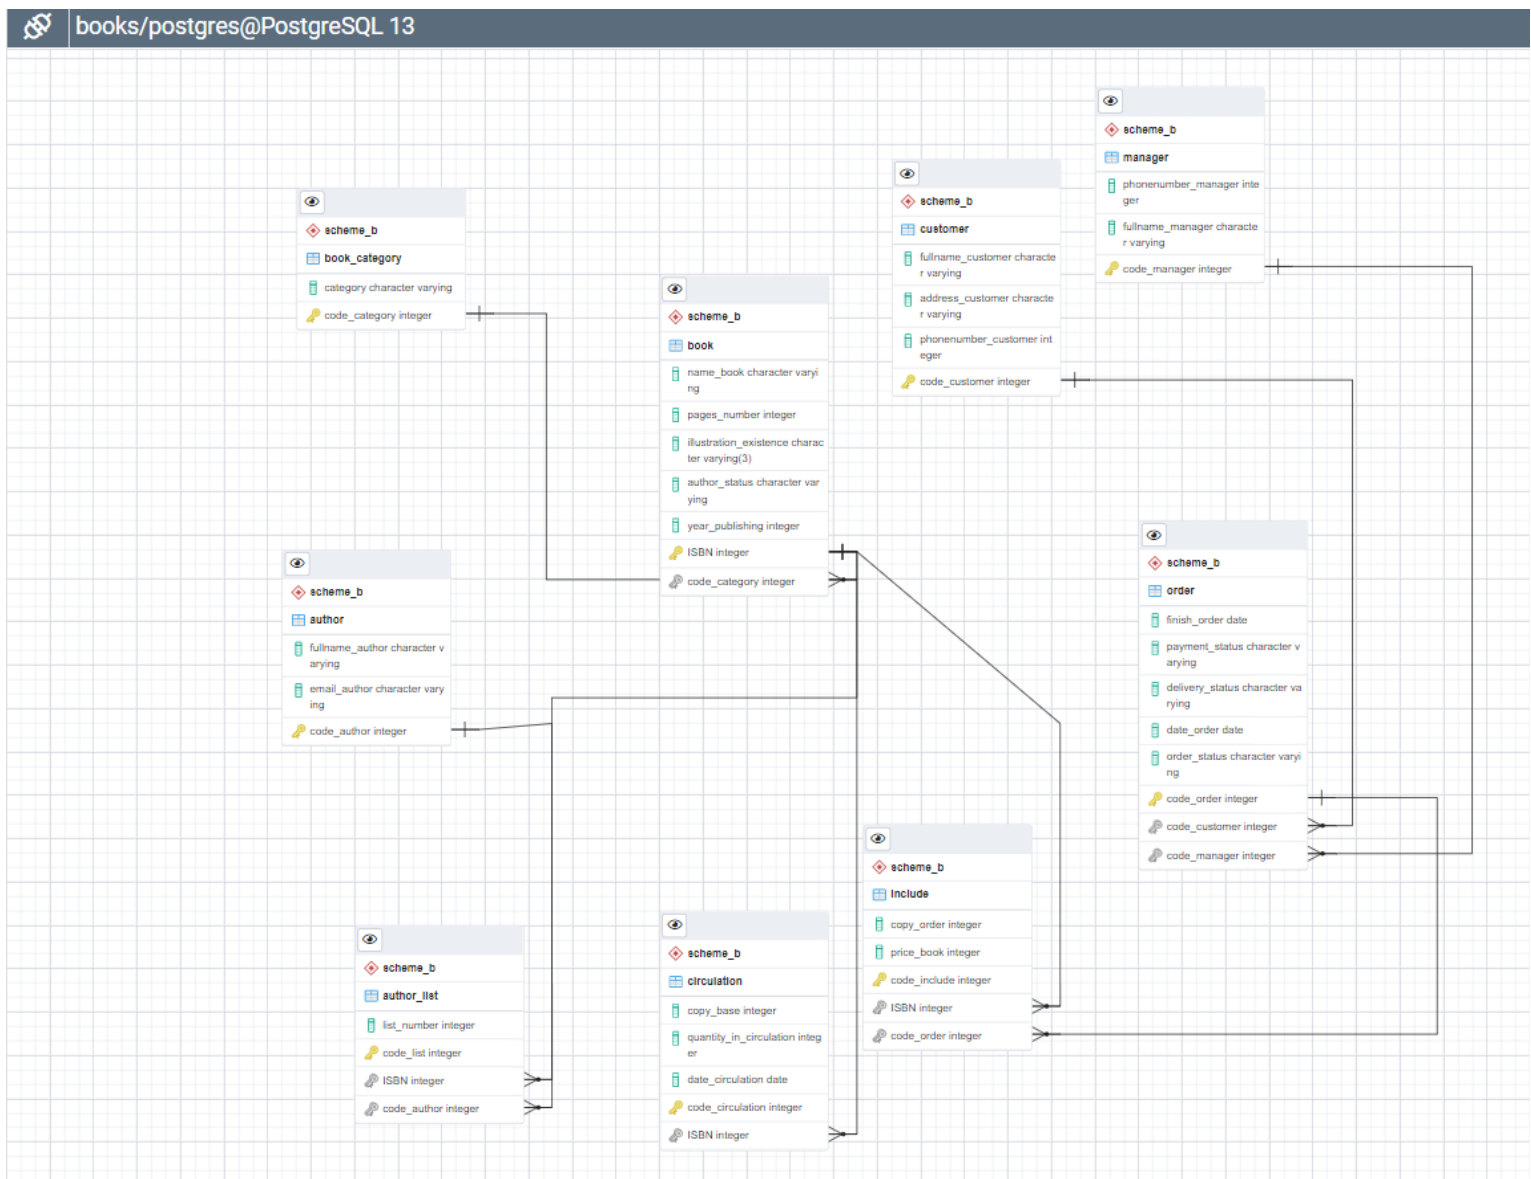 books/postgres@PostgreSQL 13
scheme_b
book_category
category character varying
code_category integer
scheme_b
author
fullname_author character v
arying
email_author character vary
ing
code_author integer
scheme_b
author_list
list_number integer
code_list integer
ISBN integer
code_author integer
scheme_b
book
name_book character varyi
ng
pages_number integer
illustration_existence charac
ter varying(3)
author_status character var
ying
year_publishing integer
ISBN integer
code_category integer
scheme_b
circulation
copy_base integer
quantity_in_circulation integ
er
date_circulation date
code_circulation integer
ISBN integer
scheme_b
customer
fullname_customer characte
r varying
address_customer characte
r varying
phonenumber_customer int
eger
code_customer integer
scheme_b
include
copy_order integer
price_book integer
code_include integer
ISBN integer
code_order integer
scheme_b
manager
phonenumber_manager inte
ger
fullname_manager characte
r varying
code_manager integer
scheme_b
order
finish_order date
payment_status character v
arying
delivery_status character va
rying
date_order date
order_status character varyi
ng
code_order integer
code_customer integer
code_manager integer